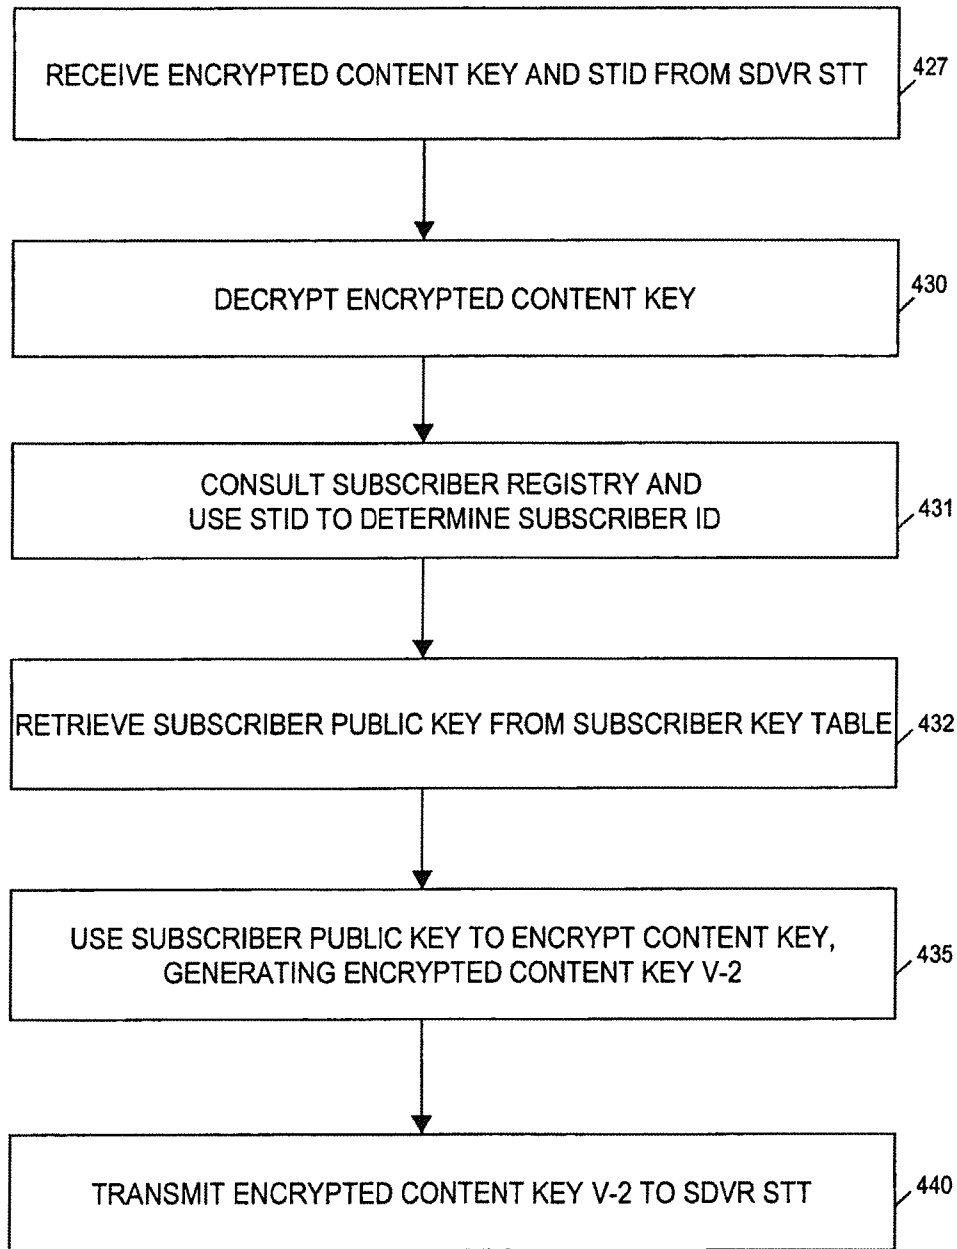 RECEIVE ENCRYPTED CONTENT KEY AND STID FROM SDVR STT
427
DECRYPT ENCRYPTED CONTENT KEY
430
CONSULT SUBSCRIBER REGISTRY AND
USE STID TO DETERMINE SUBSCRIBER ID
431
RETRIEVE SUBSCRIBER PUBLIC KEY FROM SUBSCRIBER KEY TABLE
432
USE SUBSCRIBER PUBLIC KEY TO ENCRYPT CONTENT KEY,
GENERATING ENCRYPTED CONTENT KEY V-2
435
TRANSMIT ENCRYPTED CONTENT KEY V-2 TO SDVR STT
440